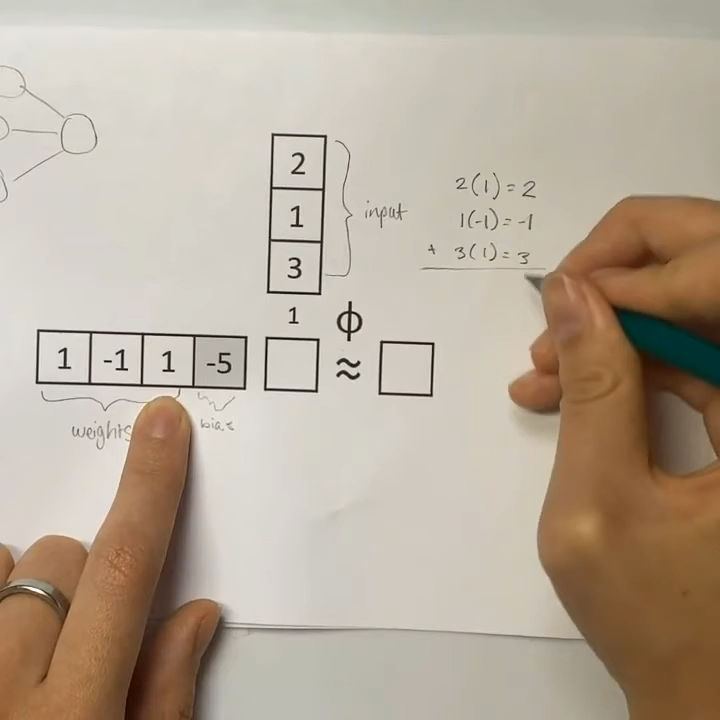 2
1
3
input
2(1)=2
1(-1)=-1
+ 3(1)=3
1 ϕ
1 -1 1 -5 ≈
weights bias